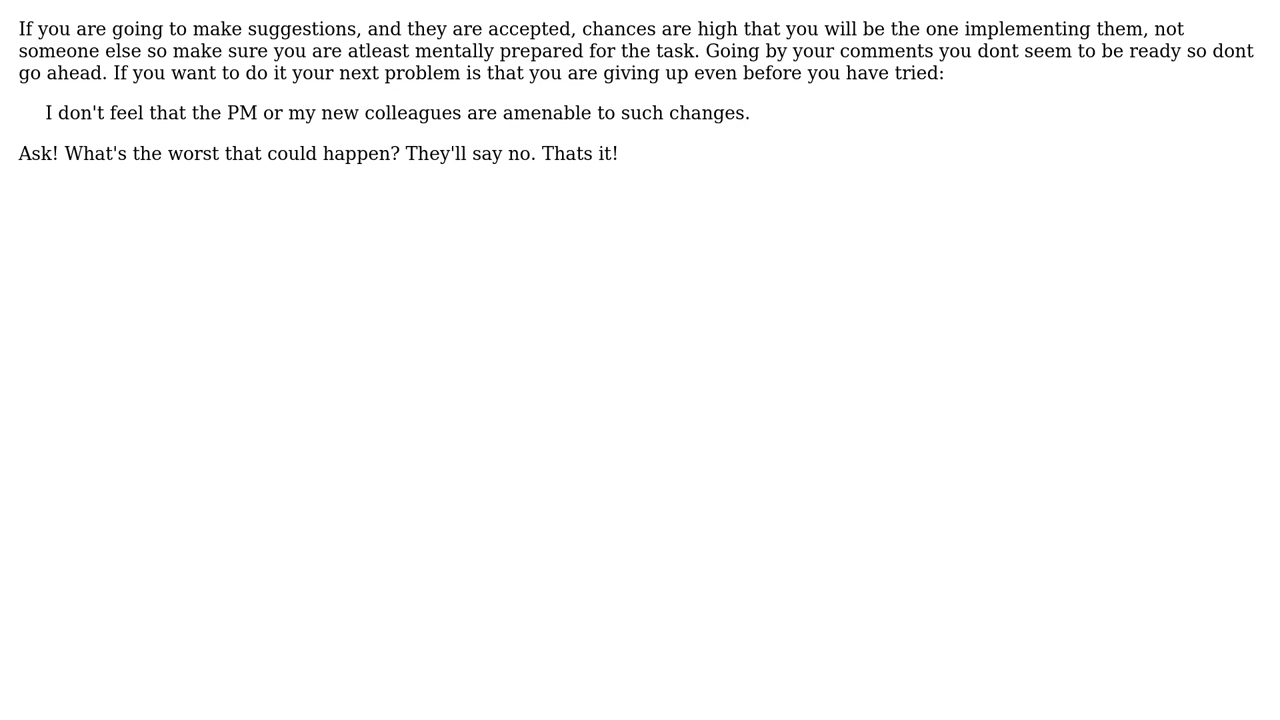 If you are going to make suggestions, and they are accepted, chances are high that you will be the one implementing them, not
someone else so make sure you are atleast mentally prepared for the task. Going by your comments you dont seem to be ready so dont
go ahead. If you want to do it your next problem is that you are giving up even before you have tried:
I don't feel that the PM or my new colleagues are amenable to such changes.
Ask! What's the worst that could happen? They'll say no. Thats it!